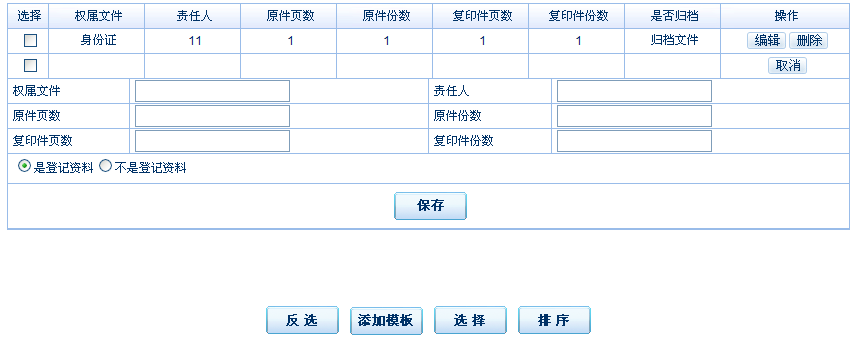 选择 权属文件 责任人 原件页数 原件份数 复印件页数 复印件份数 是否归档 操作
身份证 11 1 1 1 1 归档文件 编辑 删除
取消
权属文件 责任人
原件页数 原件份数
复印件页数 复印件份数
是登记资料 不是登记资料
保存
反 选 添加模板 选 择 排 序